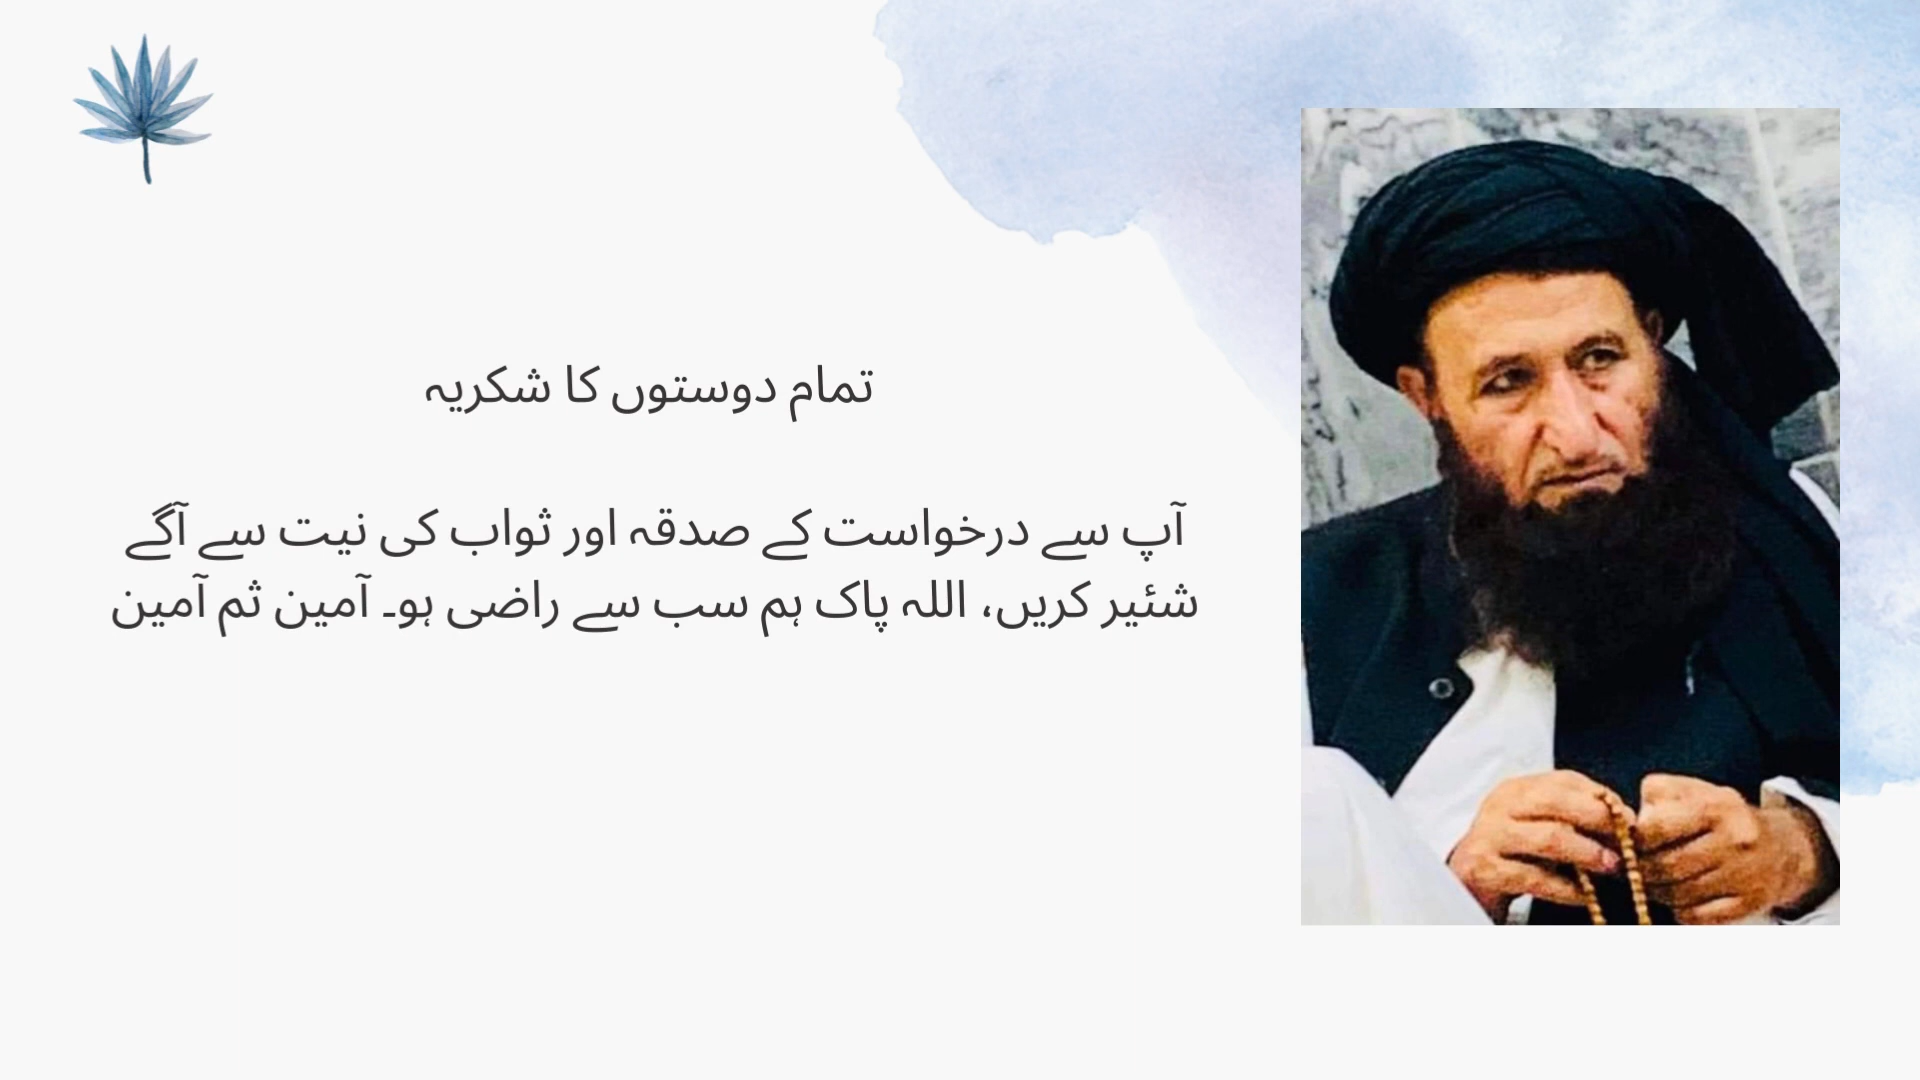 تمام دوستوں کا شکریہ
آپ سے درخواست کے صدقہ اور ثواب کی نیت سے آگے
شئیر کریں، اللہ پاک ہم سب سے راضی ہو۔ آمین ثم آمین